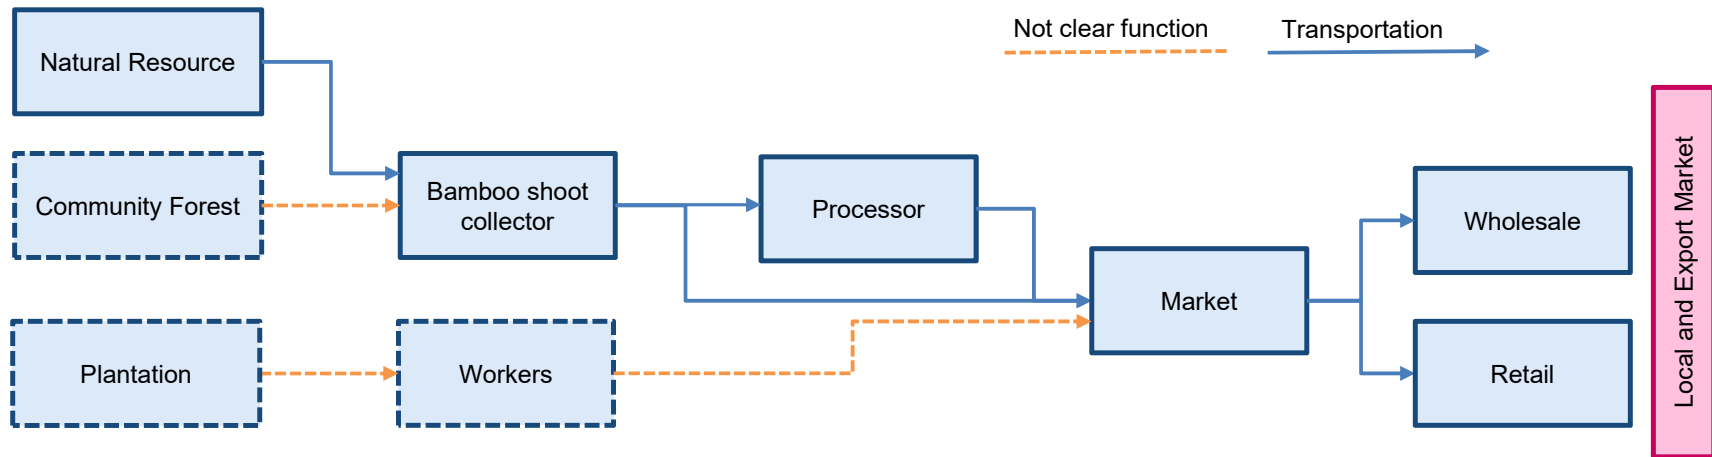 Not clear function
Transportation
Natural Resource
Community Forest
Bamboo shoot
collector
Processor
Wholesale
Market
Plantation
Workers
Retail
Local and Export Market